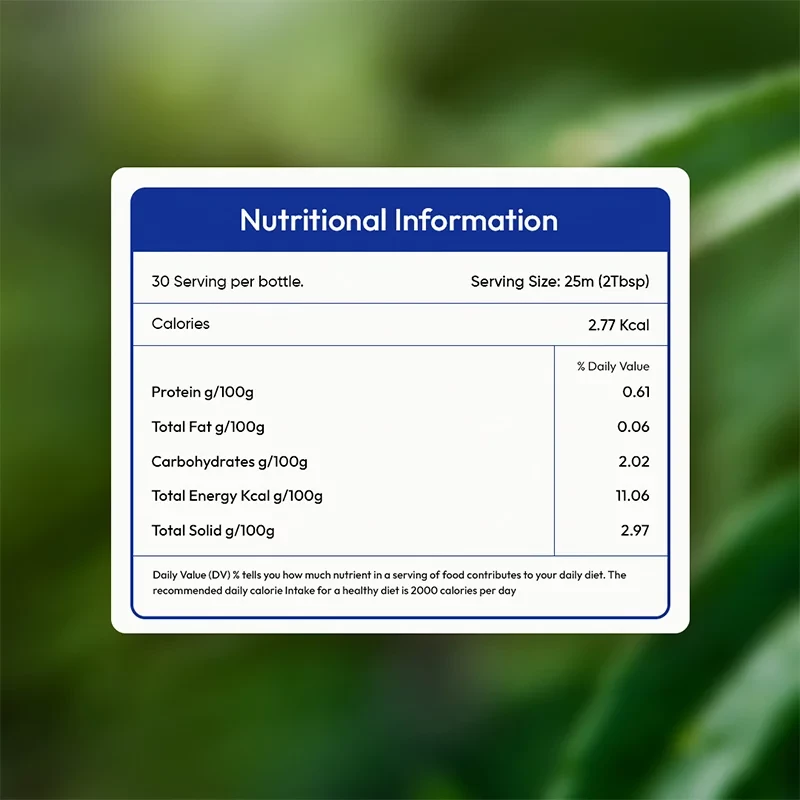 Nutritional Information
30 Serving per bottle. Serving Size: 25m (2Tbsp)
Calories 2.77 Kcal
% Daily Value
Protein g/100g 0.61
Total Fat g/100g 0.06
Carbohydrates g/100g 2.02
Total Energy Kcal g/100g 11.06
Total Solid g/100g 2.97
Daily Value (DV) % tells you how much nutrient in a serving of food contributes to your daily diet. The
recommended daily calorie Intake for a healthy diet is 2000 calories per day